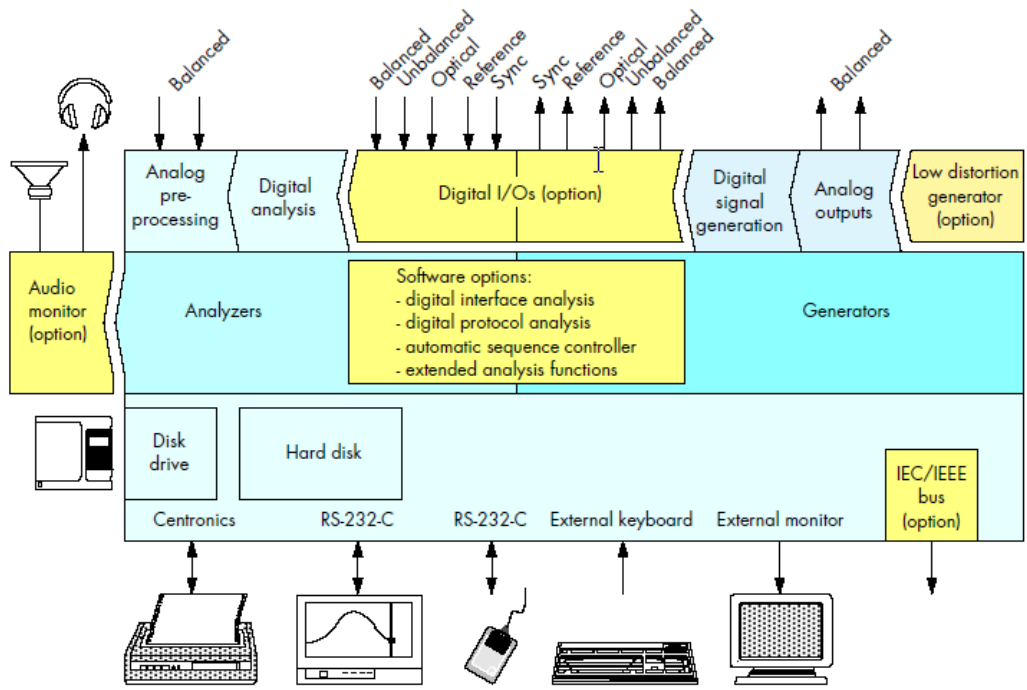 Balanced
Balanced
Unbalanced
Optical
Reference
Sync
Sync
Reference
Optical
Unbalanced
Balanced
Balanced
Analog
pre-
processing
Digital
analysis
Digital I/Os (option)
Digital
signal
generation
Analog
outputs
Low distortion
generator
(option)
Audio
monitor
(option)
Analyzers
Software options:
- digital interface analysis
- digital protocol analysis
- automatic sequence controller
- extended analysis functions
Generators
Disk
drive
Hard disk
IEC/IEEE
bus
(option)
Centronics
RS-232-C
RS-232-C
External keyboard
External monitor